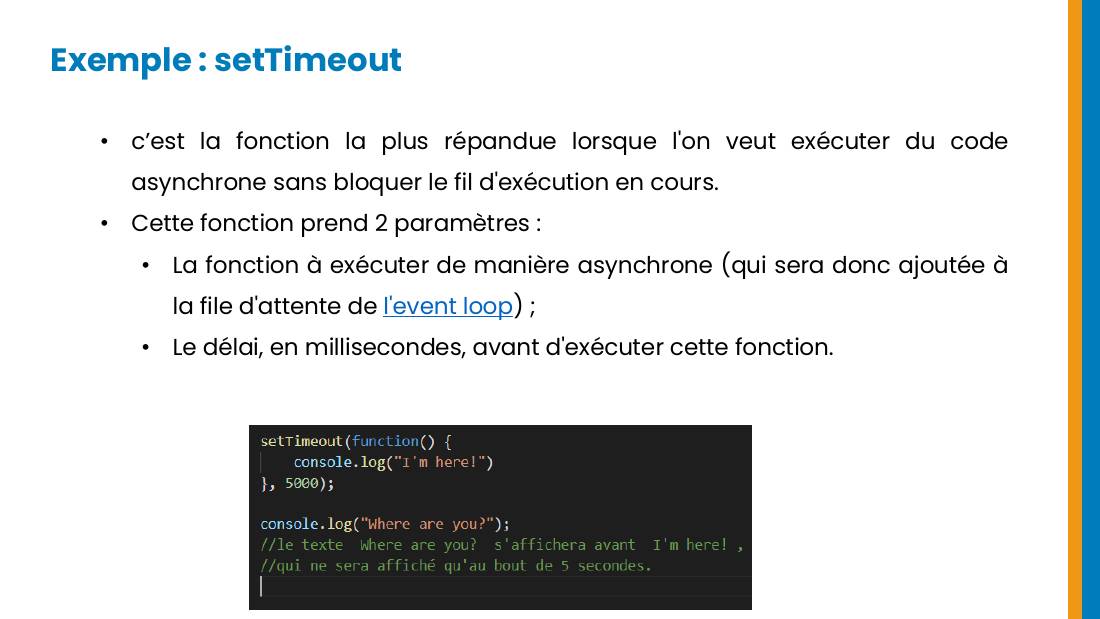 Exemple : setTimeout
• c’est la fonction la plus répandue lorsque l'on veut exécuter du code
asynchrone sans bloquer le fil d'exécution en cours.
• Cette fonction prend 2 paramètres :
• La fonction à exécuter de manière asynchrone (qui sera donc ajoutée à
la file d'attente de l'event loop) ;
• Le délai, en millisecondes, avant d'exécuter cette fonction.
setTimeout(function() {
    console.log("I'm here!")
}, 5000);
console.log("Where are you?");
//le texte  Where are you?  s'affichera avant  I'm here! ,
//qui ne sera affiché qu'au bout de 5 secondes.